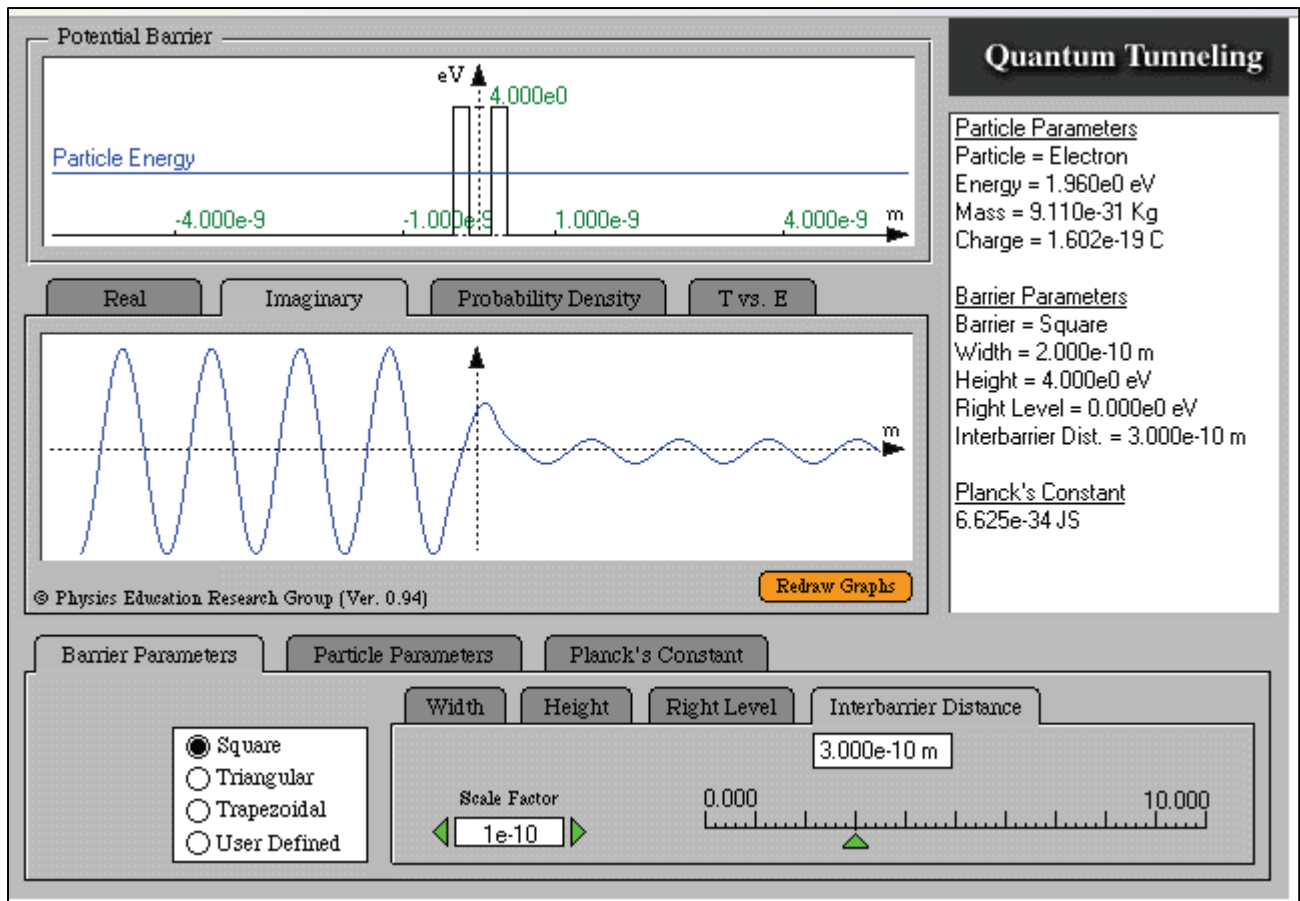 Potential Barrier
Quantum Tunneling
eV
4.000e0
Particle Energy
-4.000e-9
-1.000e-9
1.000e-9
4.000e-9
m
Particle Parameters
Particle = Electron
Energy = 1.960e0 eV
Mass = 9.110e-31 Kg
Charge = 1.602e-19 C
Barrier Parameters
Barrier = Square
Width = 2.000e-10 m
Height = 4.000e0 eV
Right Level = 0.000e0 eV
Interbarrier Dist. = 3.000e-10 m
Planck's Constant
6.625e-34 JS
Real
Imaginary
Probability Density
T vs. E
m
© Physics Education Research Group (Ver. 0.94)
Redraw Graphs
Barrier Parameters
Particle Parameters
Planck's Constant
Width
Height
Right Level
Interbarrier Distance
Square
Triangular
Trapezoidal
User Defined
3.000e-10 m
Scale Factor
1e-10
0.000
10.000